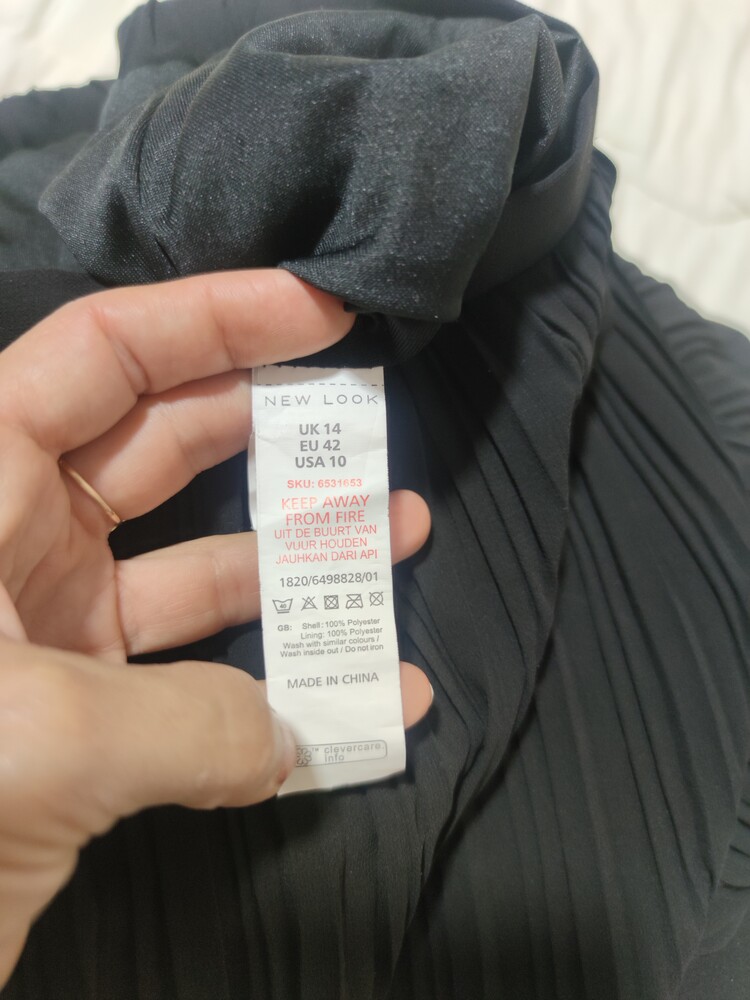 NEW LOOK
UK 14
EU 42
USA 10
SKU: 6531653
KEEP AWAY
FROM FIRE
UIT DE BUURT VAN
VUUR HOUDEN
JAUHKAN DARI API
1820/6498828/01
40
GB: Shell: 100% Polyester
Lining: 100% Polyester
Wash with similar colours /
Wash inside out / Do not iron
MADE IN CHINA
™ clevercare.
info